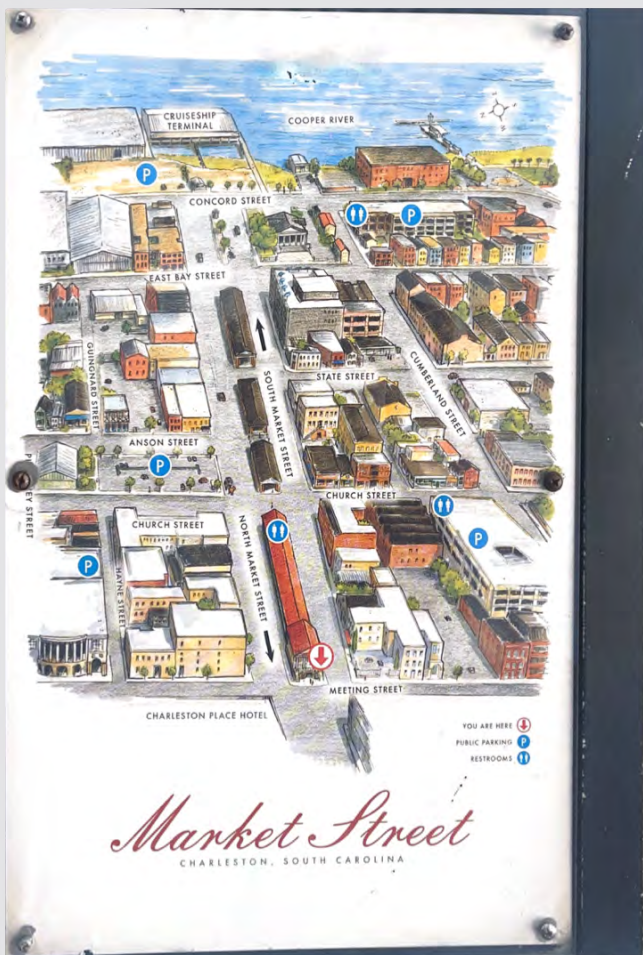 CRUISESHIP
TERMINAL
COOPER RIVER
P
CONCORD STREET
P
EAST BAY STREET
GUIGNARD STREET
SOUTH MARKET STREET
STATE STREET
CUMBERLAND STREET
ANSON STREET
P
CHURCH STREET
EY STREET
CHURCH STREET
P
P
HAYNE STREET
NORTH MARKET STREET
MEETING STREET
CHARLESTON PLACE HOTEL
YOU ARE HERE
PUBLIC PARKING P
RESTROOMS
Market Street
CHARLESTON, SOUTH CAROLINA